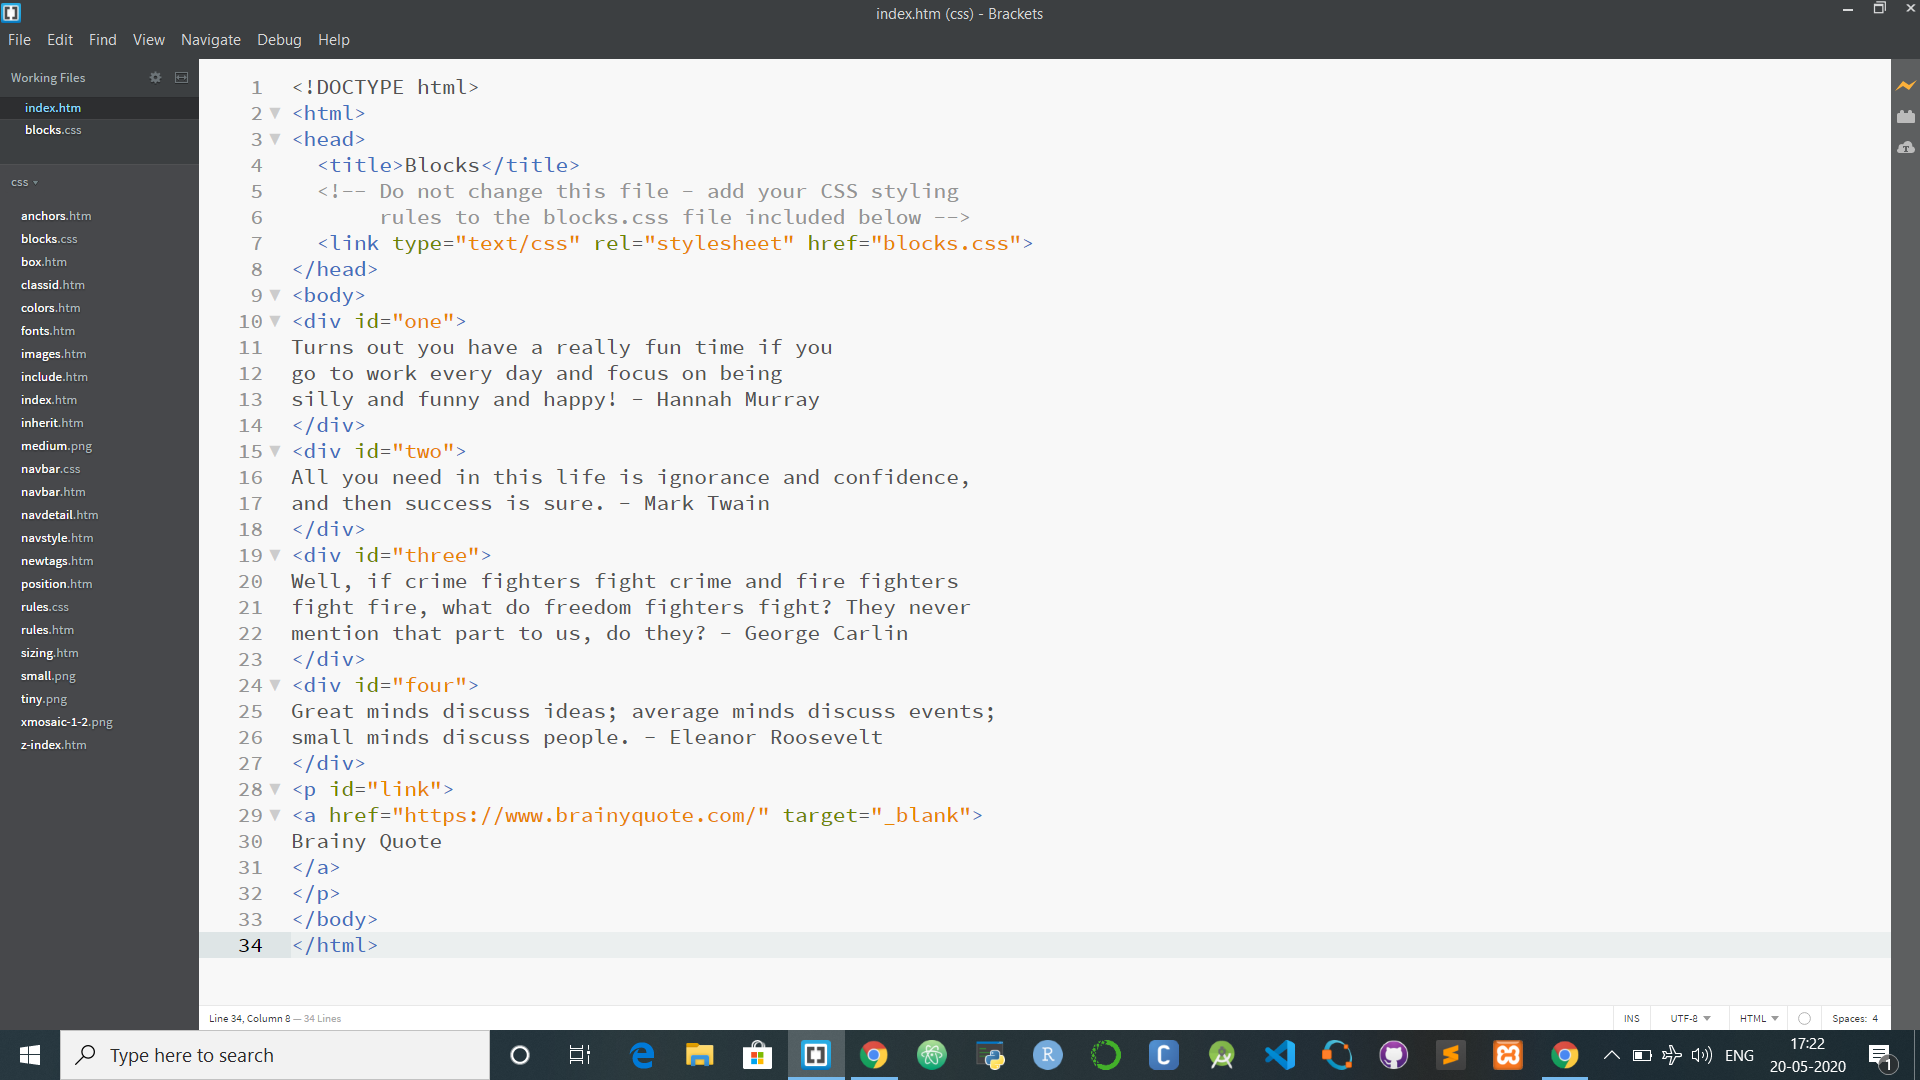 index.htm (css) - Brackets
File Edit Find View Navigate Debug Help
Working Files
index.htm
blocks.css
css
anchors.htm
blocks.css
box.htm
classid.htm
colors.htm
fonts.htm
images.htm
include.htm
index.htm
inherit.htm
medium.png
navbar.css
navbar.htm
navdetail.htm
navstyle.htm
newtags.htm
position.htm
rules.css
rules.htm
sizing.htm
small.png
tiny.png
xmosaic-1-2.png
z-index.htm
1 <!DOCTYPE html>
2 <html>
3 <head>
4 <title>Blocks</title>
5 <!-- Do not change this file - add your CSS styling
6 rules to the blocks.css file included below -->
7 <link type="text/css" rel="stylesheet" href="blocks.css">
8 </head>
9 <body>
10 <div id="one">
11 Turns out you have a really fun time if you
12 go to work every day and focus on being
13 silly and funny and happy! - Hannah Murray
14 </div>
15 <div id="two">
16 All you need in this life is ignorance and confidence,
17 and then success is sure. - Mark Twain
18 </div>
19 <div id="three">
20 Well, if crime fighters fight crime and fire fighters
21 fight fire, what do freedom fighters fight? They never
22 mention that part to us, do they? - George Carlin
23 </div>
24 <div id="four">
25 Great minds discuss ideas; average minds discuss events;
26 small minds discuss people. - Eleanor Roosevelt
27 </div>
28 <p id="link">
29 <a href="https://www.brainyquote.com/" target="_blank">
30 Brainy Quote
31 </a>
32 </p>
33 </body>
34 </html>
Line 34, Column 8 — 34 Lines
INS UTF-8 HTML Spaces: 4
Type here to search
ENG
17:22
20-05-2020
1